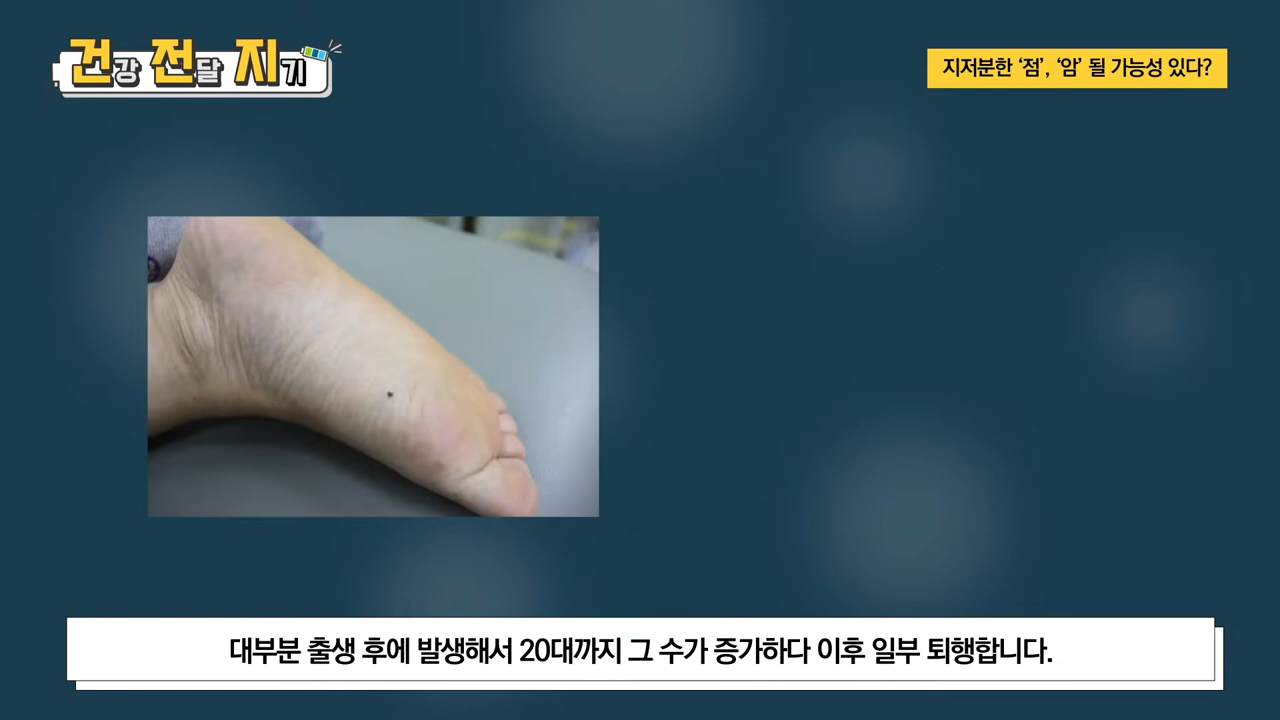 건강 전달 지기
지저분한 ‘점’, ‘암’ 될 가능성 있다?
대부분 출생 후에 발생해서 20대까지 그 수가 증가하다 이후 일부 퇴행합니다.